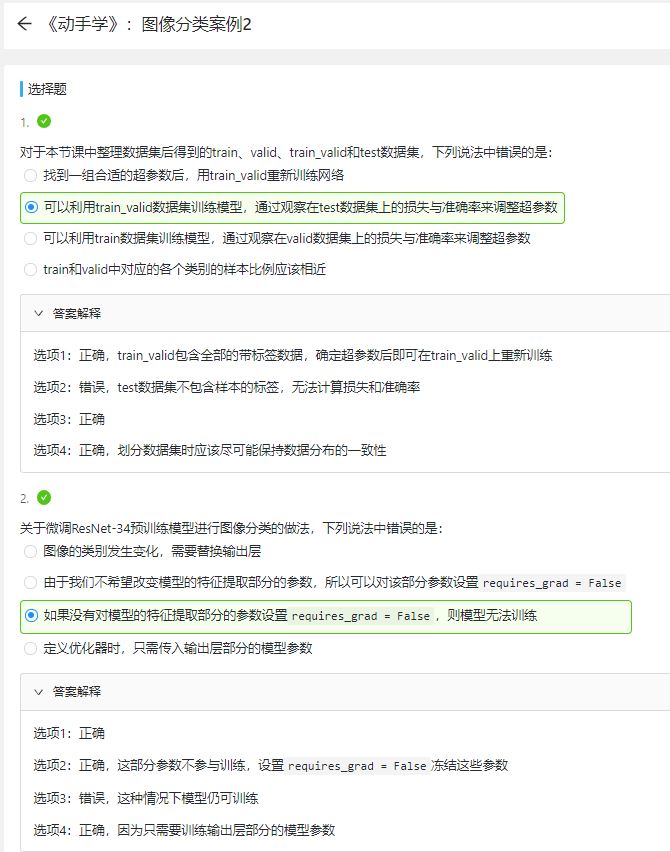 《动手学》：图像分类案例2
选择题
1.
对于本节课中整理数据集后得到的train、valid、train_valid和test数据集，下列说法中错误的是：
找到一组合适的超参数后，用train_valid重新训练网络
可以利用train_valid数据集训练模型，通过观察在test数据集上的损失与准确率来调整超参数
可以利用train数据集训练模型，通过观察在valid数据集上的损失与准确率来调整超参数
train和valid中对应的各个类别的样本比例应该相近
答案解释
选项1：正确，train_valid包含全部的带标签数据，确定超参数后即可在train_valid上重新训练
选项2：错误，test数据集不包含样本的标签，无法计算损失和准确率
选项3：正确
选项4：正确，划分数据集时应该尽可能保持数据分布的一致性
2.
关于微调ResNet-34预训练模型进行图像分类的做法，下列说法中错误的是：
图像的类别发生变化，需要替换输出层
由于我们不希望改变模型的特征提取部分的参数，所以可以对该部分参数设置 requires_grad = False
如果没有对模型的特征提取部分的参数设置 requires_grad = False ，则模型无法训练
定义优化器时，只需传入输出层部分的模型参数
答案解释
选项1：正确
选项2：正确，这部分参数不参与训练，设置 requires_grad = False 冻结这些参数
选项3：错误，这种情况下模型仍可训练
选项4：正确，因为只需要训练输出层部分的模型参数